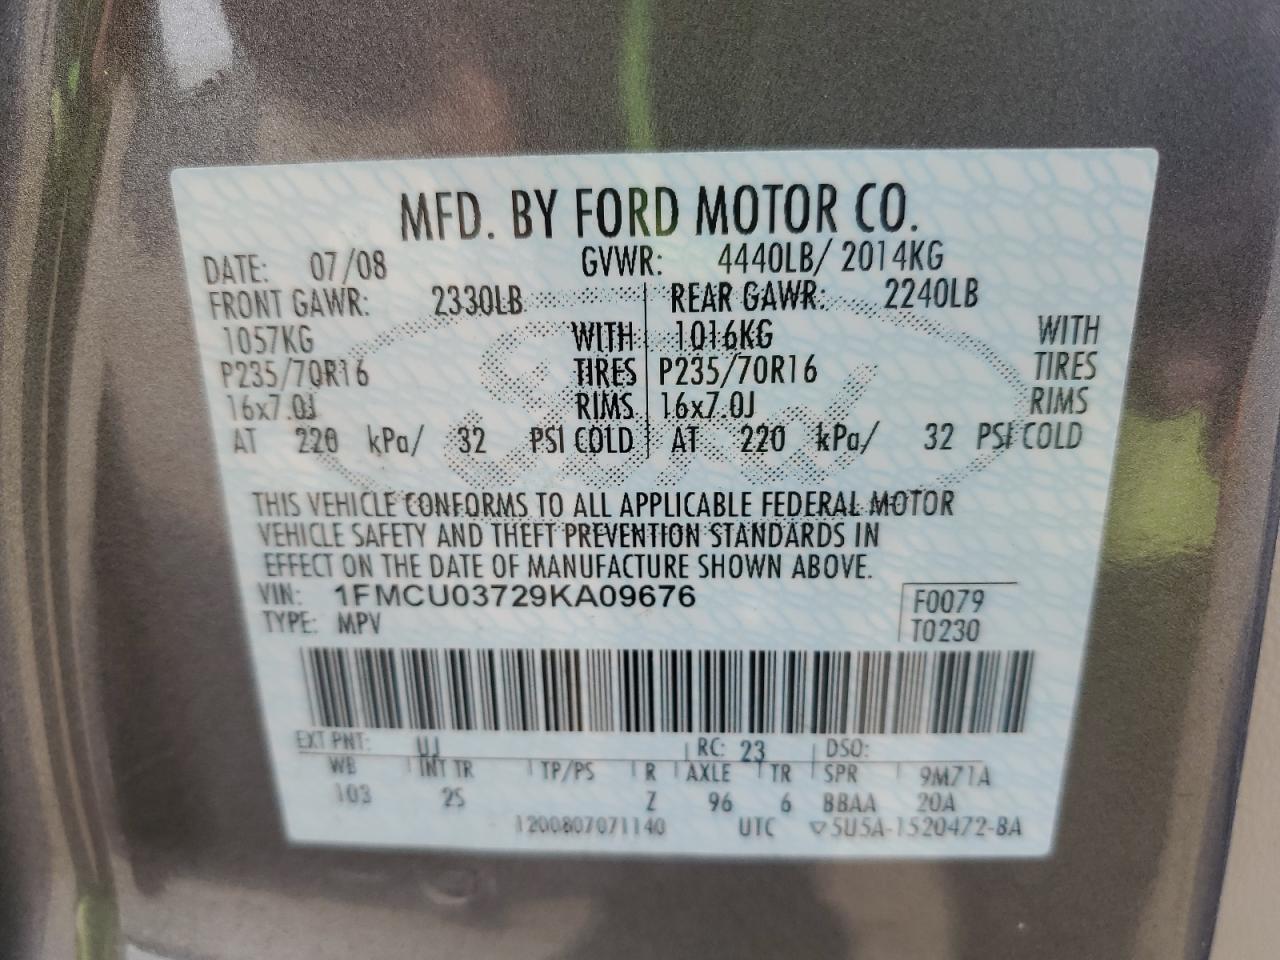 MFD. BY FORD MOTOR CO.
DATE: 07/08 GVWR: 4440LB/ 2014KG
FRONT GAWR: 2330LB REAR GAWR: 2240LB
1057KG WITH 1016KG WITH
P235/70R16 TIRES P235/70R16 TIRES
16x7.0J RIMS 16x7.0J RIMS
AT 220 kPa/ 32 PSI COLD AT 220 kPa/ 32 PSI COLD
THIS VEHICLE CONFORMS TO ALL APPLICABLE FEDERAL MOTOR
VEHICLE SAFETY AND THEFT PREVENTION STANDARDS IN
EFFECT ON THE DATE OF MANUFACTURE SHOWN ABOVE.
VIN: 1FMCU03729KA09676 F0079
TYPE: MPV T0230
EXT PNT: UJ RC: 23 DSO:
WB INT TR TP/PS R AXLE TR SPR 9M71A
103 2S Z 96 6 BBAA 20A
1200807071140 UTC ▽5U5A-1520472-BA
Ford